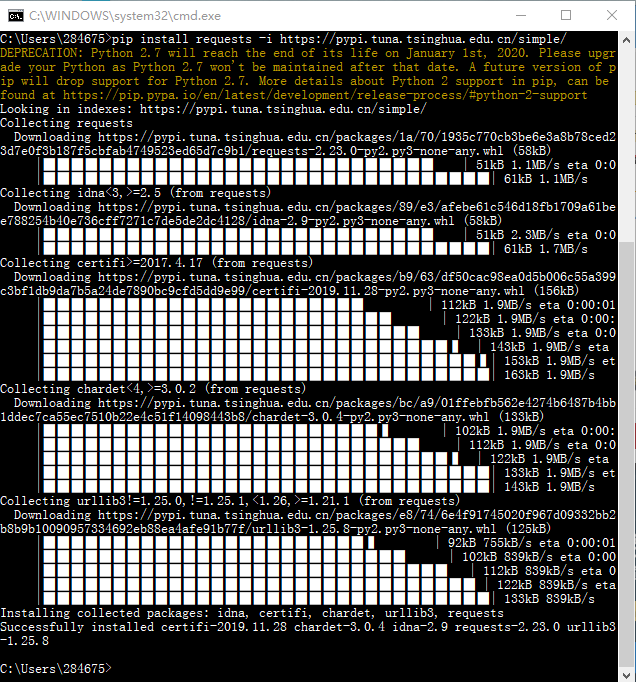 C:\WINDOWS\system32\cmd.exe
C:\Users\284675>pip install requests -i https://pypi.tuna.tsinghua.edu.cn/simple/
DEPRECATION: Python 2.7 will reach the end of its life on January 1st, 2020. Please upgr
ade your Python as Python 2.7 won't be maintained after that date. A future version of p
ip will drop support for Python 2.7. More details about Python 2 support in pip, can be
found at https://pip.pypa.io/en/latest/development/release-process/#python-2-support
Looking in indexes: https://pypi.tuna.tsinghua.edu.cn/simple/
Collecting requests
Downloading https://pypi.tuna.tsinghua.edu.cn/packages/1a/70/1935c770cb3be6e3a8b78ced2
3d7e0f3b187f5cbfab4749523ed65d7c9b1/requests-2.23.0-py2.py3-none-any.whl (58kB)
| 51kB 1.1MB/s eta 0:0
| 61kB 1.1MB/s
Collecting idna<3,>=2.5 (from requests)
Downloading https://pypi.tuna.tsinghua.edu.cn/packages/89/e3/afebe61c546d18fb1709a61be
e788254b40e736cff7271c7de5de2dc4128/idna-2.9-py2.py3-none-any.whl (58kB)
| 51kB 2.3MB/s eta 0:0
| 61kB 1.7MB/s
Collecting certifi>=2017.4.17 (from requests)
Downloading https://pypi.tuna.tsinghua.edu.cn/packages/b9/63/df50cac98ea0d5b006c55a399
c3bf1db9da7b5a24de7890bc9cfd5dd9e99/certifi-2019.11.28-py2.py3-none-any.whl (156kB)
| 112kB 1.9MB/s eta 0:00:01
| 122kB 1.9MB/s eta 0:00:
| 133kB 1.9MB/s eta 0:0
| 143kB 1.9MB/s eta
| 153kB 1.9MB/s et
| 163kB 1.9MB/s
Collecting chardet<4,>=3.0.2 (from requests)
Downloading https://pypi.tuna.tsinghua.edu.cn/packages/bc/a9/01ffebfb562e4274b6487b4bb
1ddec7ca55ec7510b22e4c51f14098443b8/chardet-3.0.4-py2.py3-none-any.whl (133kB)
| 102kB 1.9MB/s eta 0:00:
| 112kB 1.9MB/s eta 0:0
| 122kB 1.9MB/s eta
| 133kB 1.9MB/s et
| 143kB 1.9MB/s
Collecting urllib3!=1.25.0,!=1.25.1,<1.26,>=1.21.1 (from requests)
Downloading https://pypi.tuna.tsinghua.edu.cn/packages/e8/74/6e4f91745020f967d09332bb2
b8b9b10090957334692eb88ea4afe91b77f/urllib3-1.25.8-py2.py3-none-any.whl (125kB)
| 92kB 755kB/s eta 0:00:01
| 102kB 839kB/s eta 0:00
| 112kB 839kB/s eta 0:0
| 122kB 839kB/s eta
| 133kB 839kB/s
Installing collected packages: idna, certifi, chardet, urllib3, requests
Successfully installed certifi-2019.11.28 chardet-3.0.4 idna-2.9 requests-2.23.0 urllib3
-1.25.8
C:\Users\284675>